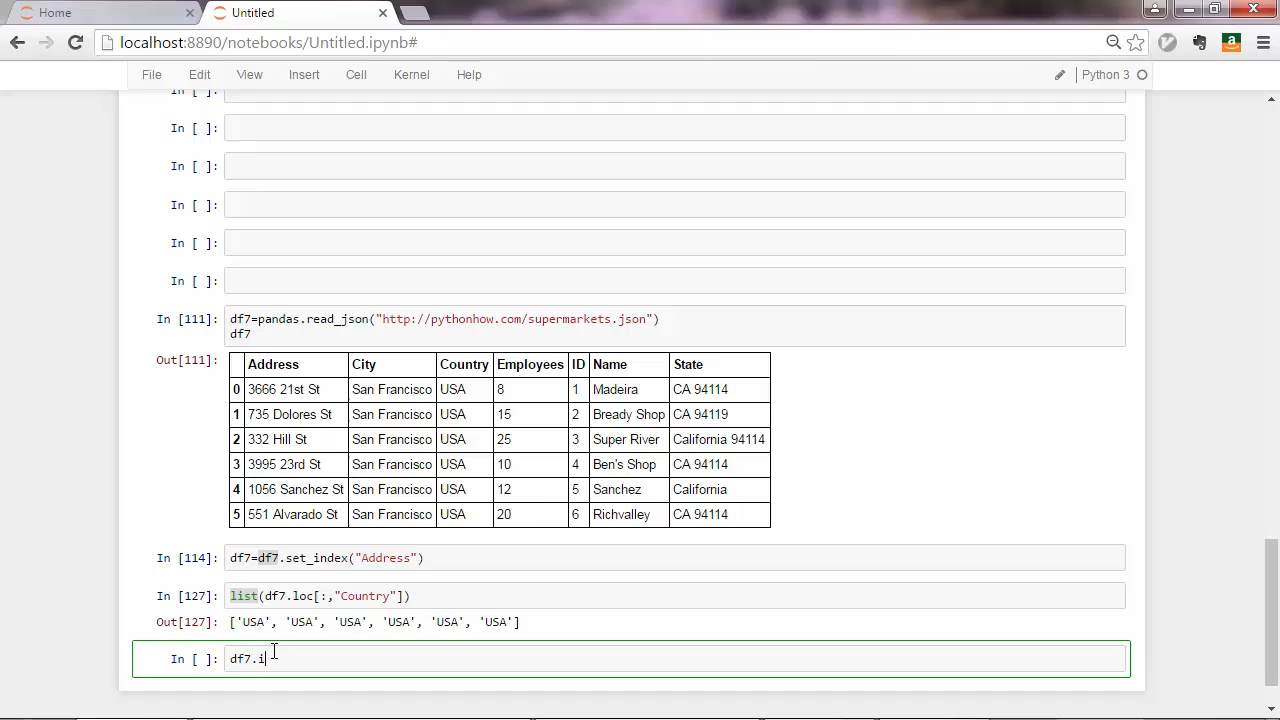 Home
Untitled
localhost:8890/notebooks/Untitled.ipynb#
File Edit View Insert Cell Kernel Help Python 3
In [ ]:
In [ ]:
In [ ]:
In [ ]:
In [ ]:
In [ ]:
In [111]: df7=pandas.read_json("http://pythonhow.com/supermarkets.json")
df7
Out[111]:
Address City Country Employees ID Name State
0 3666 21st St San Francisco USA 8 1 Madeira CA 94114
1 735 Dolores St San Francisco USA 15 2 Bready Shop CA 94119
2 332 Hill St San Francisco USA 25 3 Super River California 94114
3 3995 23rd St San Francisco USA 10 4 Ben's Shop CA 94114
4 1056 Sanchez St San Francisco USA 12 5 Sanchez California
5 551 Alvarado St San Francisco USA 20 6 Richvalley CA 94114
In [114]: df7=df7.set_index("Address")
In [127]: list(df7.loc[:,"Country"])
Out[127]: ['USA', 'USA', 'USA', 'USA', 'USA', 'USA']
In [ ]: df7.i